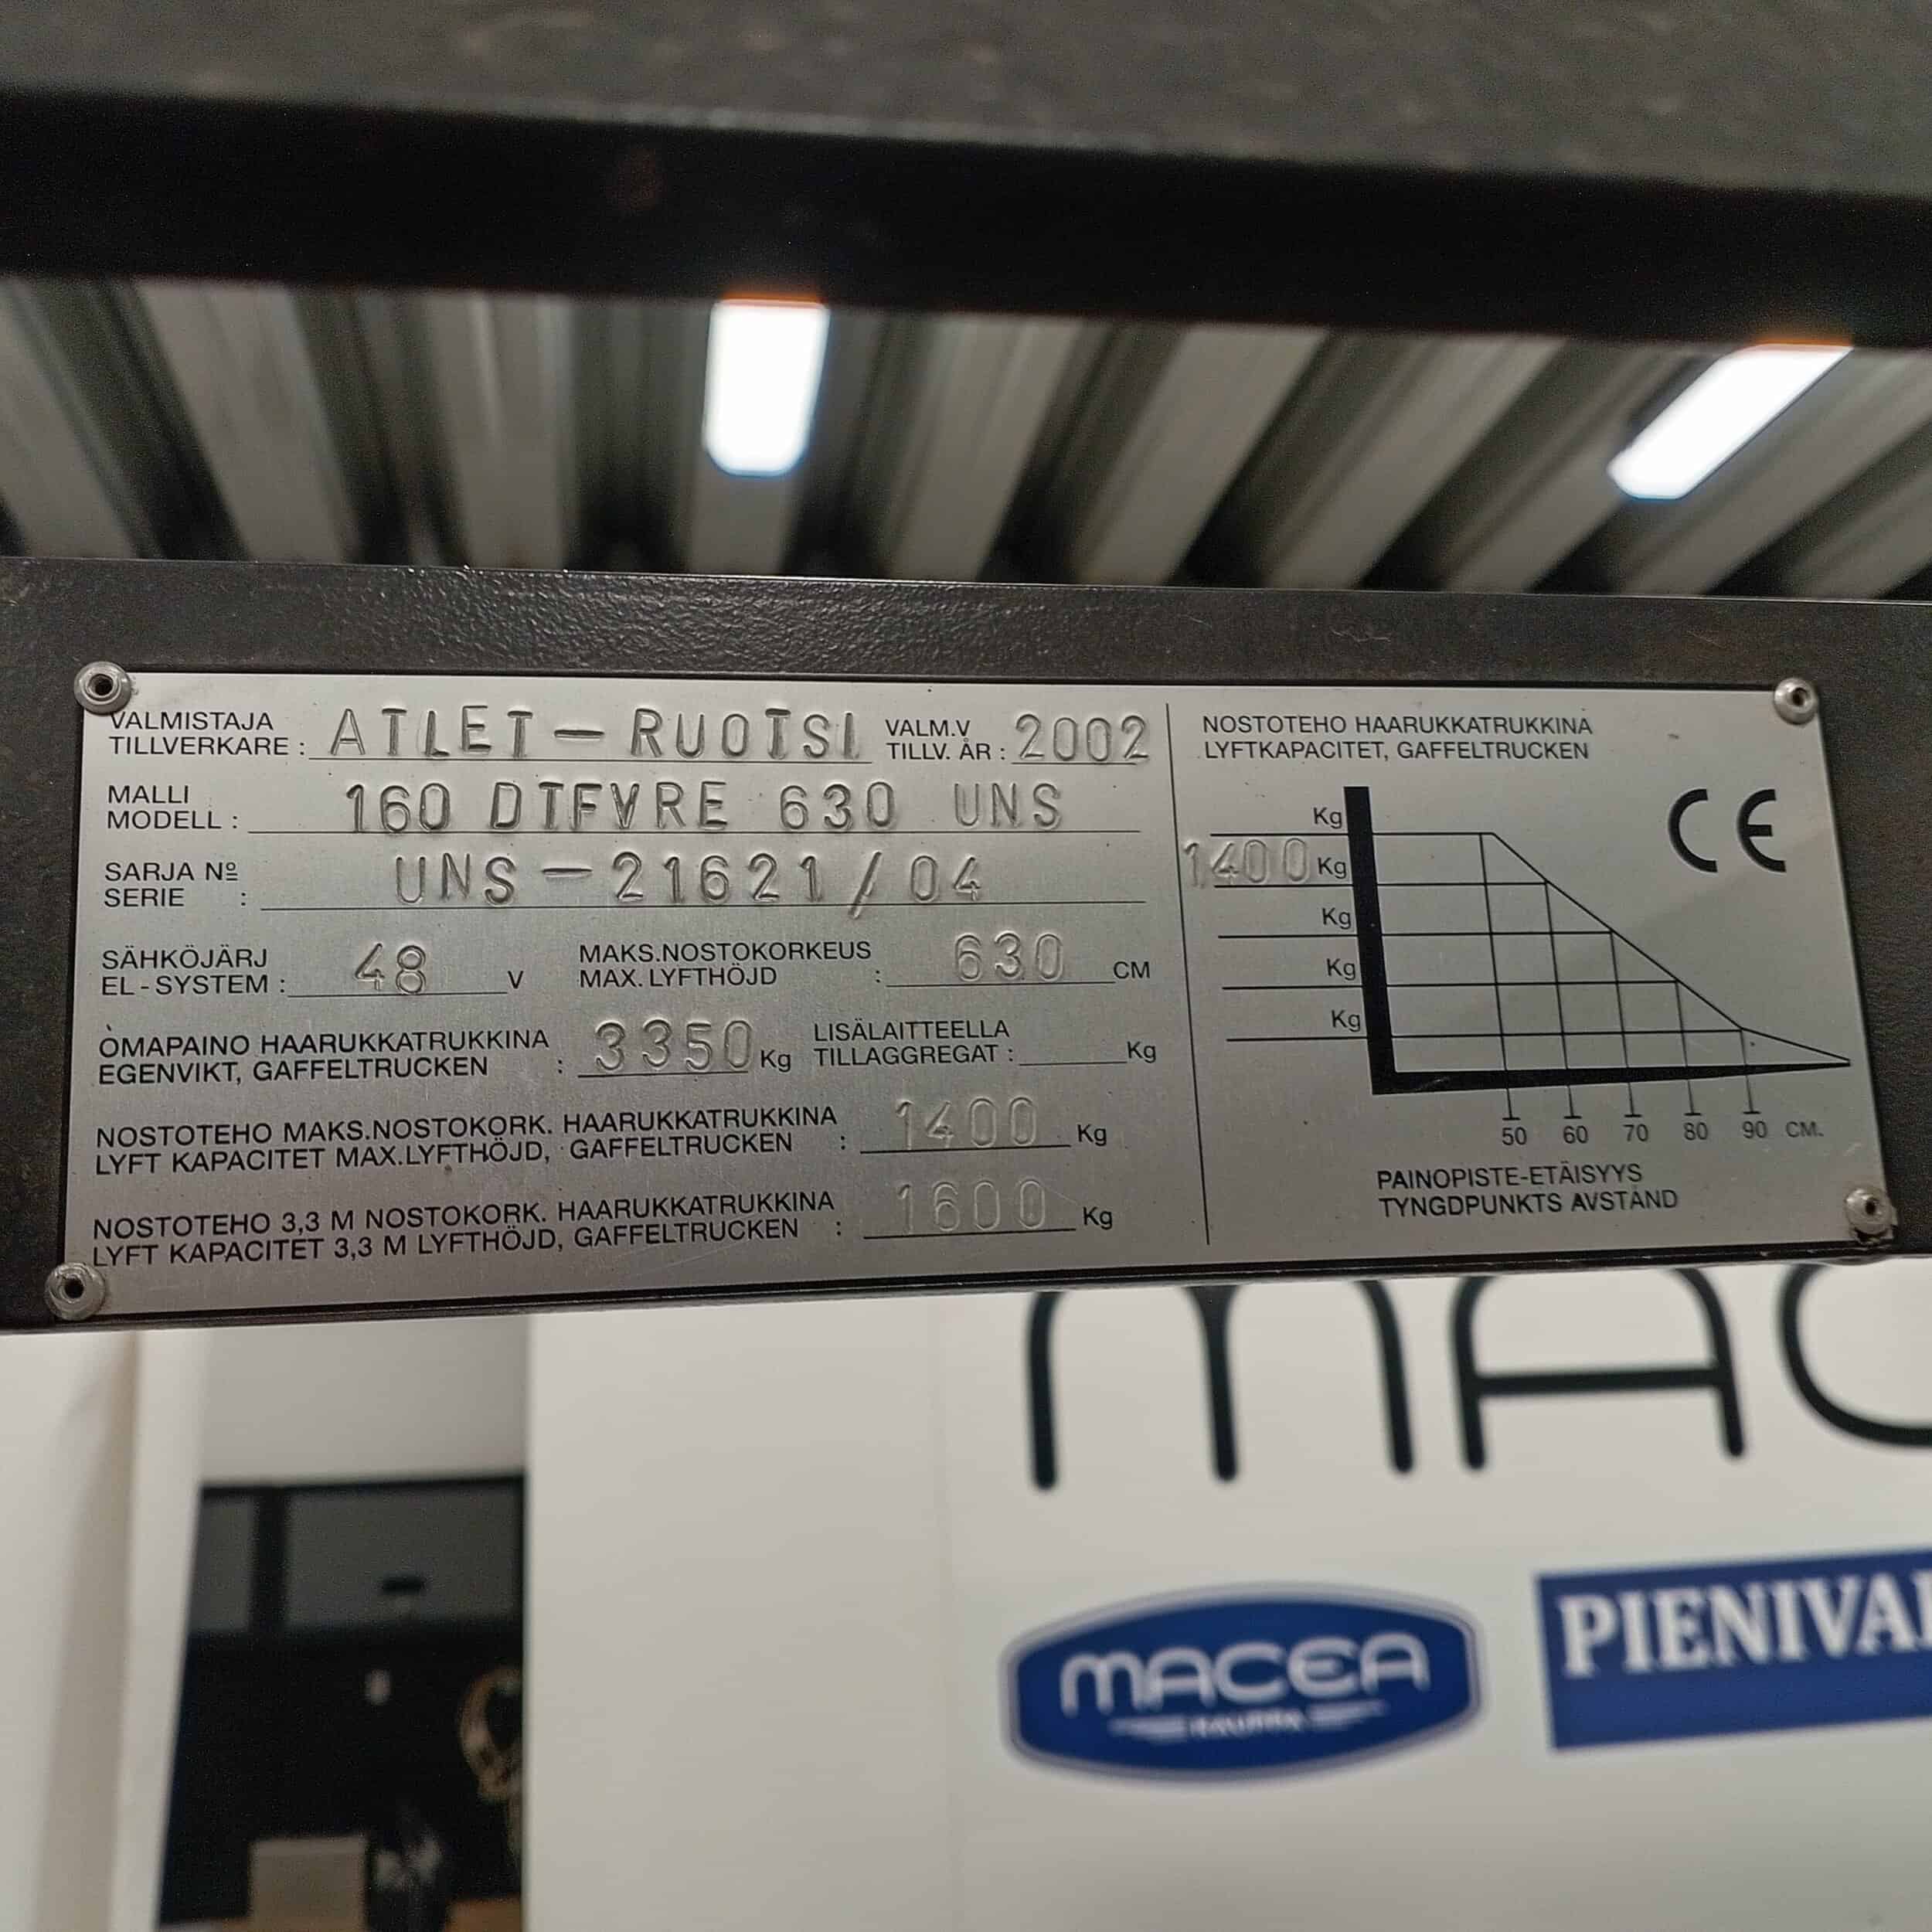 VALMISTAJA
TILLVERKARE : ATLET-RUOTSI VALM.V
TILLV. ÅR : 2002
MALLI
MODELL : 160 DTFVRE 630 UNS
SARJA Nº
SERIE : UNS-21621/04
SÄHKÖJÄRJ
EL-SYSTEM : 48 V
MAKS.NOSTOKORKEUS
MAX. LYFTHÖJD : 630 CM
OMAPAINO HAARUKKATRUKKINA
EGENVIKT, GAFFELTRUCKEN : 3350 Kg
LISÄLAITTEELLA
TILLAGGREGAT : Kg
NOSTOTEHO MAKS.NOSTOKORK. HAARUKKATRUKKINA
LYFT KAPACITET MAX.LYFTHÖJD, GAFFELTRUCKEN : 1400 Kg
NOSTOTEHO 3,3 M NOSTOKORK. HAARUKKATRUKKINA
LYFT KAPACITET 3,3 M LYFTHÖJD, GAFFELTRUCKEN : 1600 Kg
NOSTOTEHO HAARUKKATRUKKINA
LYFTKAPACITET, GAFFELTRUCKEN
CE
Kg
1400 Kg
Kg
Kg
Kg
50 60 70 80 90 CM.
PAINOPISTE-ETÄISYYS
TYNGDPUNKTS AVSTÅND
MAC
MACEA
KAUPPA
PIENIVA